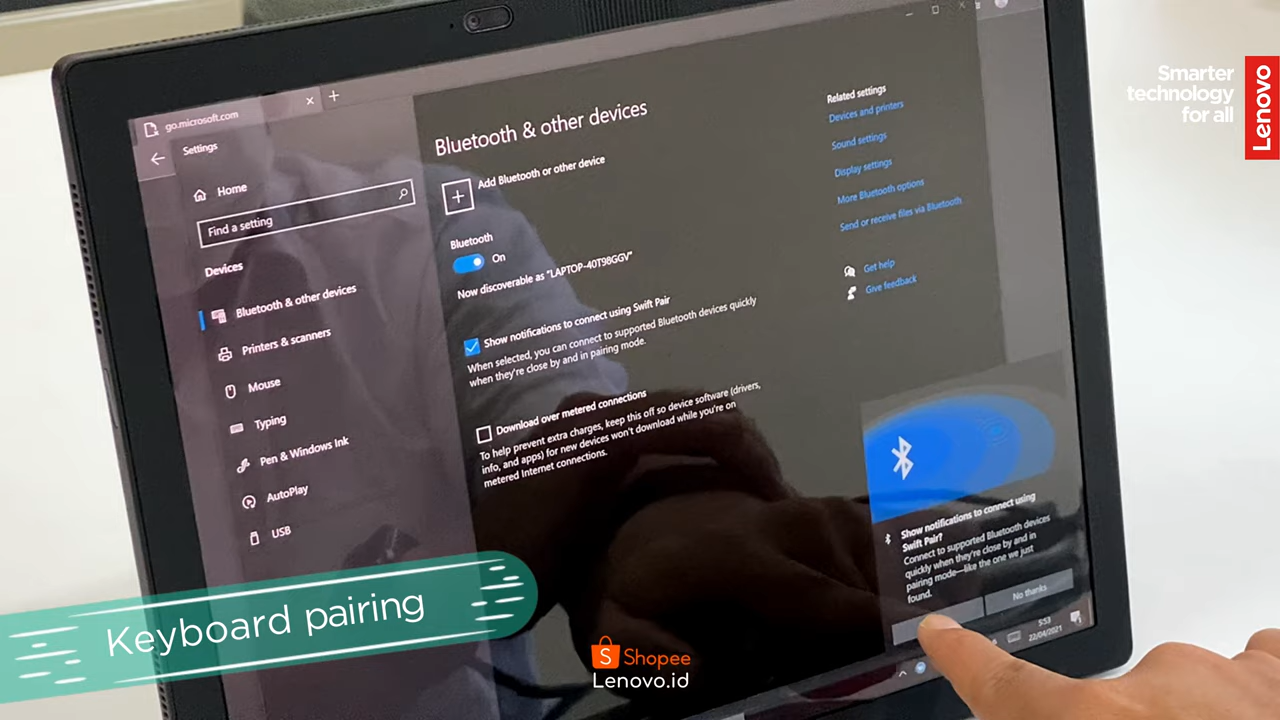 Smarter
technology
for all
Lenovo
go.microsoft.com
Settings
Home
Find a setting
Devices
Bluetooth & other devices
Printers & scanners
Mouse
Typing
Pen & Windows Ink
AutoPlay
USB
Bluetooth & other devices
Add Bluetooth or other device
Bluetooth
On
Now discoverable as "LAPTOP-40T98GGV"
Show notifications to connect using Swift Pair
When selected, you can connect to supported Bluetooth devices quickly
when they're close by and in pairing mode.
Download over metered connections
To help prevent extra charges, keep this off so device software (drivers,
info, and apps) for new devices won't download while you're on
metered Internet connections.
Related settings
Devices and printers
Sound settings
Display settings
More Bluetooth options
Send or receive files via Bluetooth
Get help
Give feedback
Show notifications to connect using
Swift Pair?
Connect to supported Bluetooth devices
quickly when they're close by and in
pairing mode—like the one we just
found.
No thanks
5:53
22/04/2021
Keyboard pairing
Shopee
Lenovo.id